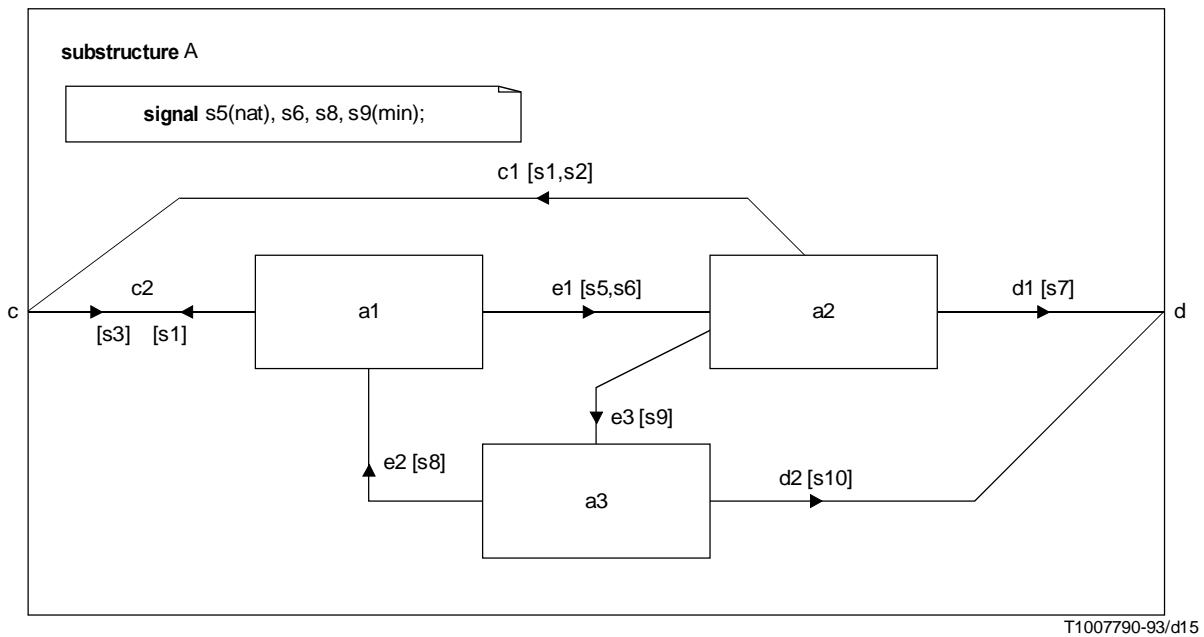 substructure A
signal s5(nat), s6, s8, s9(min);
c1 [s1,s2]
c
c2
[s3] [s1]
a1
e1 [s5,s6]
a2
d1 [s7]
d
e3 [s9]
e2 [s8]
a3
d2 [s10]
T1007790-93/d15